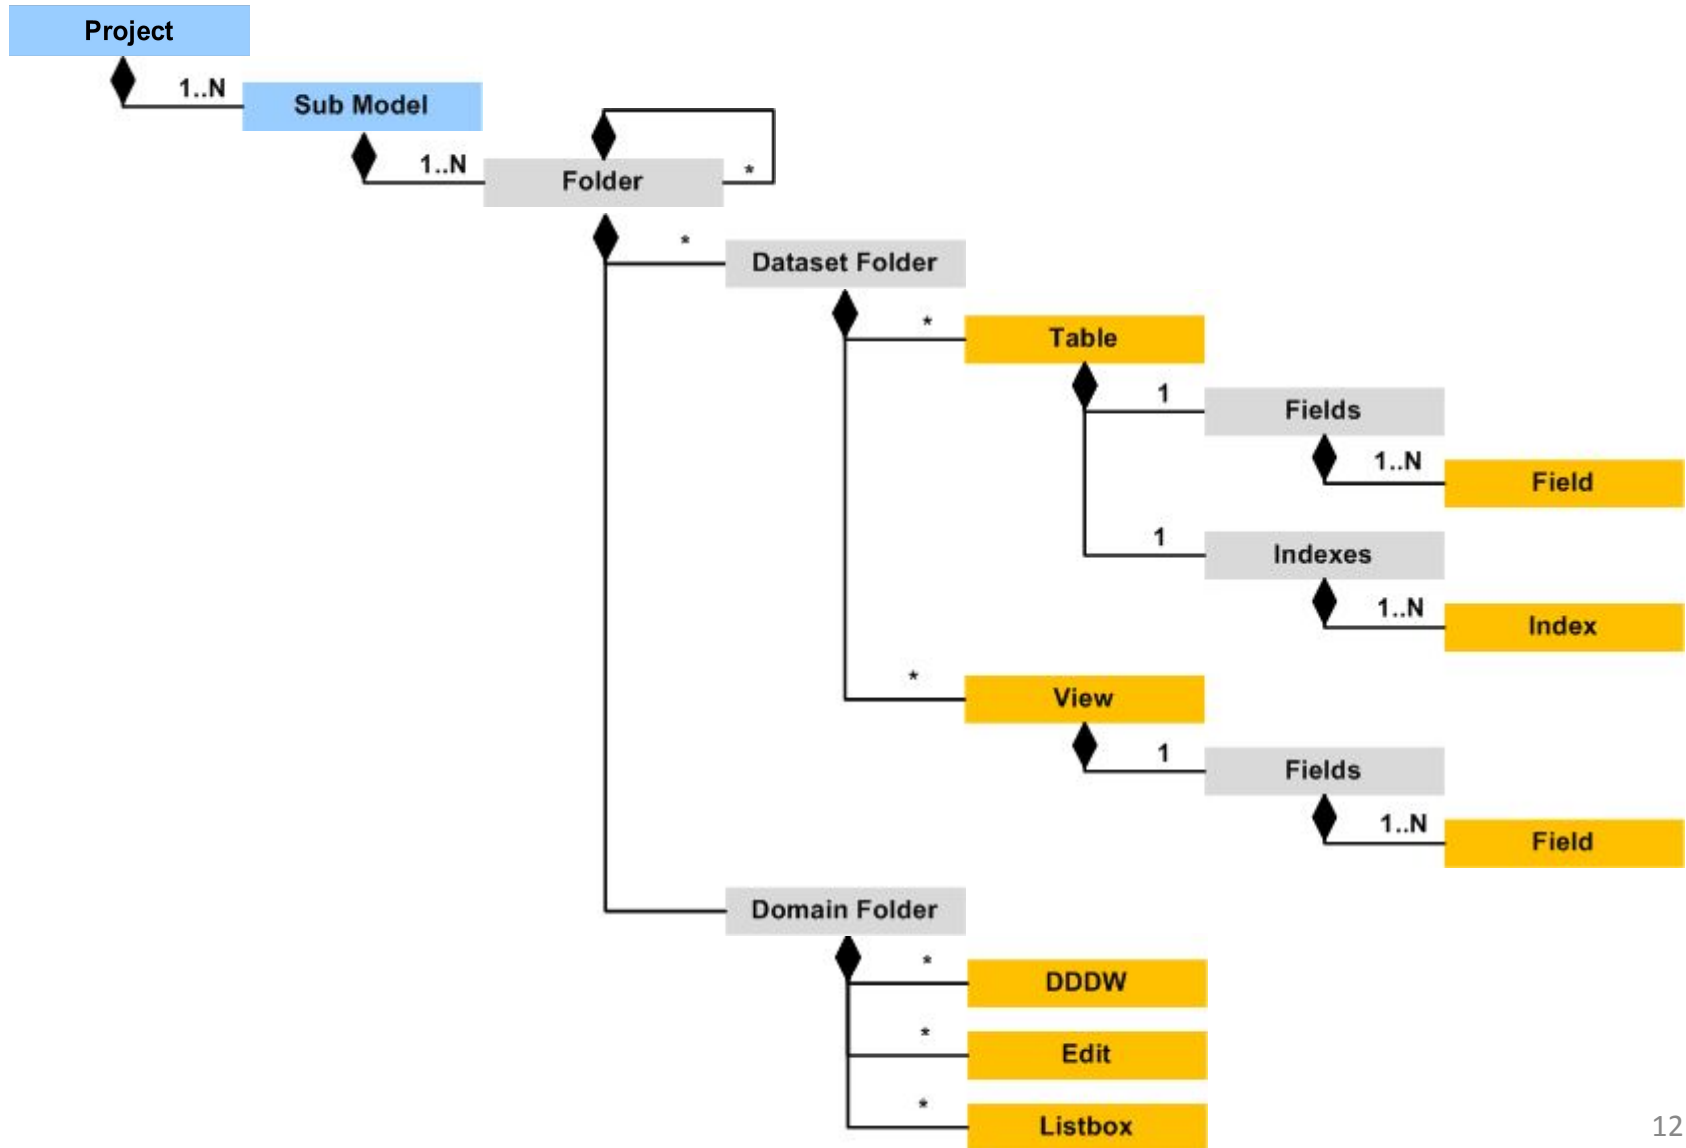 Project
1..N
Sub Model
1..N
Folder
*
*
Dataset Folder
*
Table
1
Fields
1..N
Field
1
Indexes
1..N
Index
*
View
1
Fields
1..N
Field
Domain Folder
*
DDDW
*
Edit
*
Listbox
12